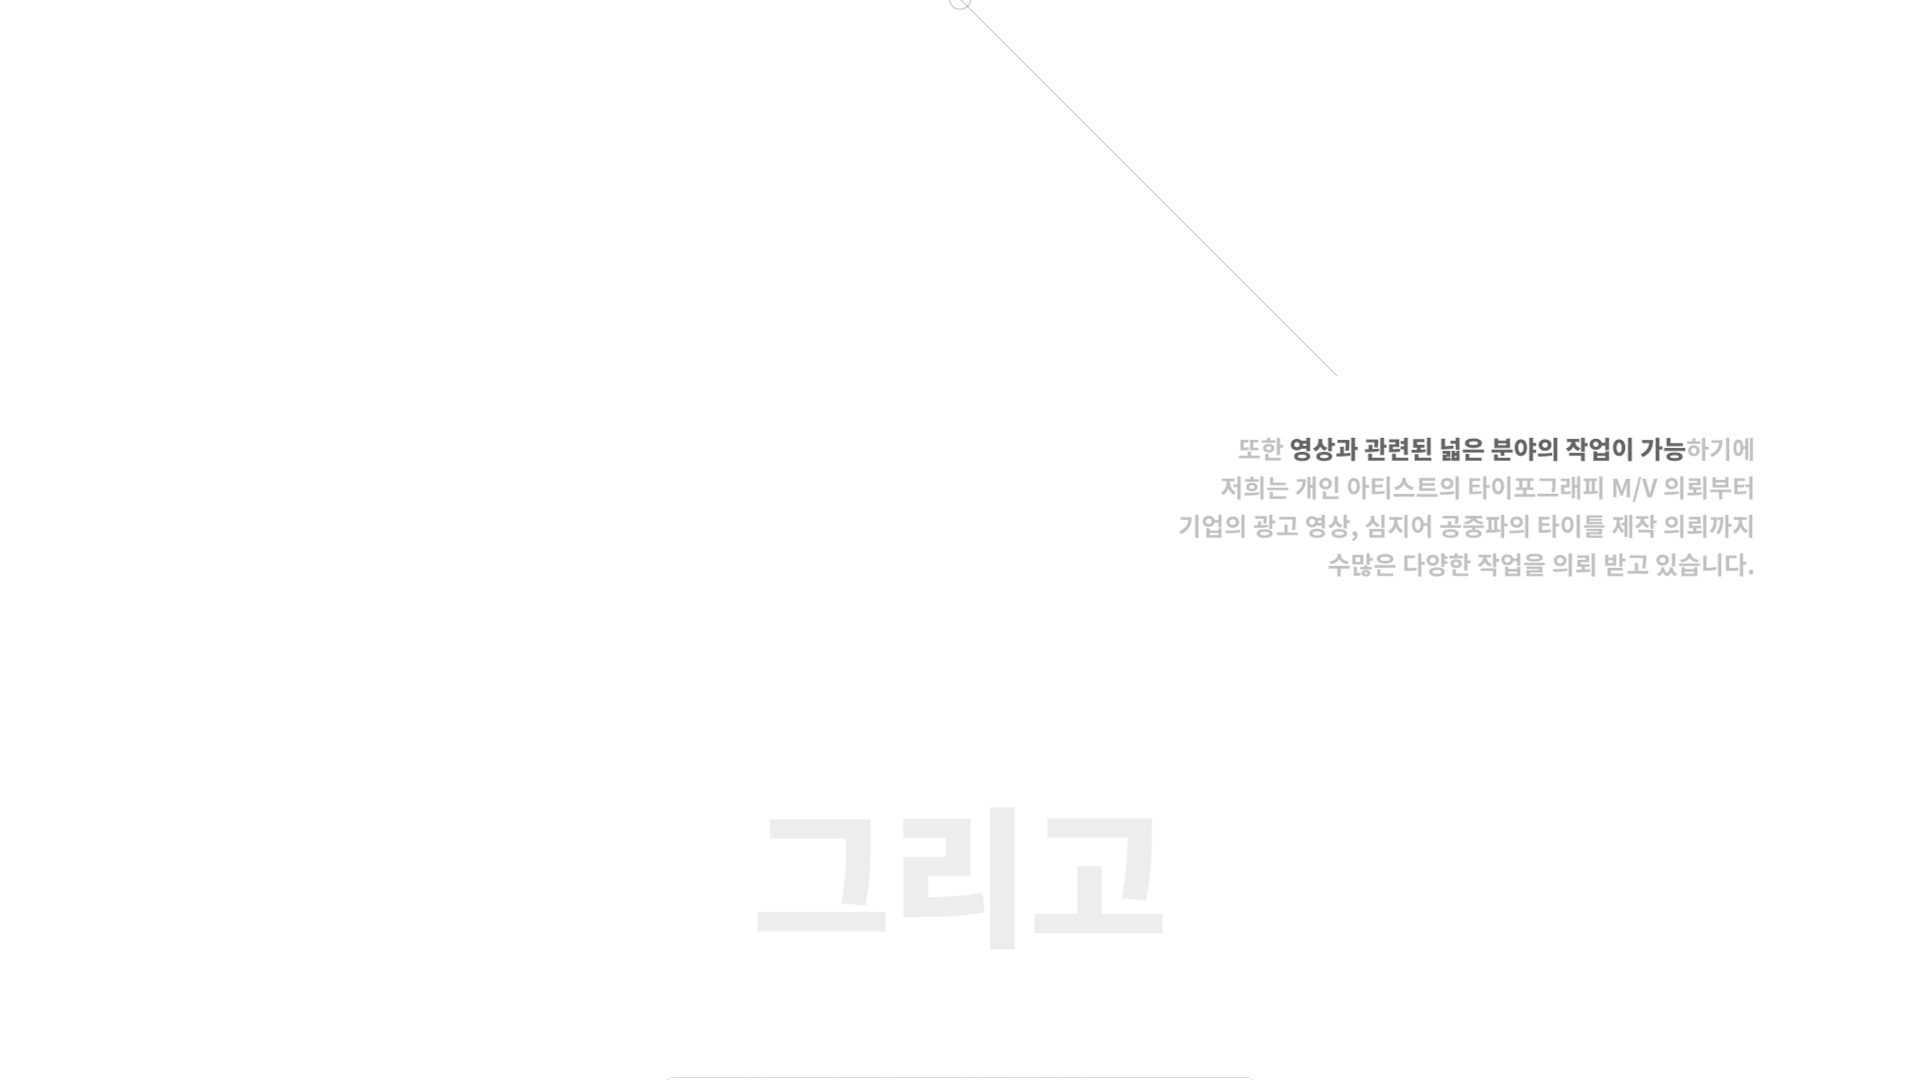 또한 영상과 관련된 넓은 분야의 작업이 가능하기에
저희는 개인 아티스트의 타이포그래피 M/V 의뢰부터
기업의 광고 영상, 심지어 공중파의 타이틀 제작 의뢰까지
수많은 다양한 작업을 의뢰 받고 있습니다.
그리고